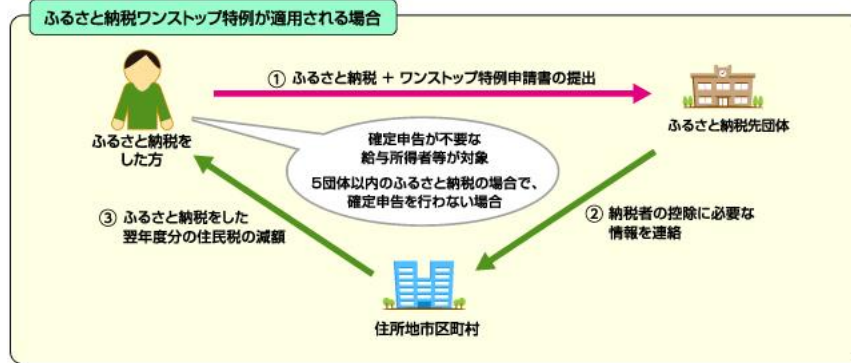 ふるさと納税ワンストップ特例が適用される場合
① ふるさと納税 + ワンストップ特例申請書の提出
ふるさと納税を
した方
ふるさと納税先団体
確定申告が不要な
給与所得者等が対象
5団体以内のふるさと納税の場合で、
確定申告を行わない場合
③ ふるさと納税をした
翌年度分の住民税の減額
② 納税者の控除に必要な
情報を連絡
住所地市区町村